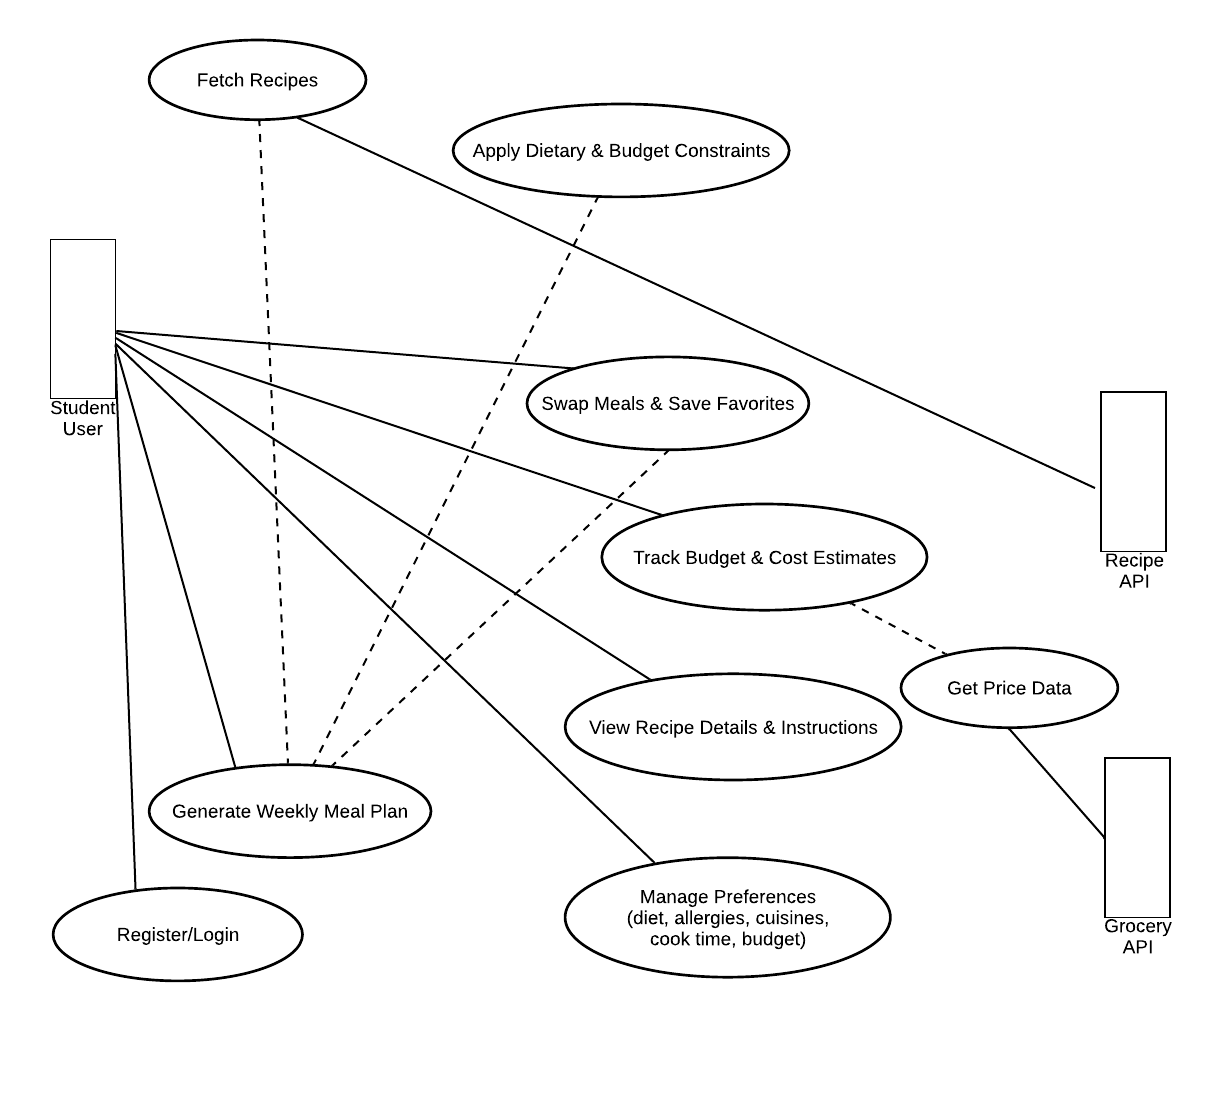 Fetch Recipes
Apply Dietary & Budget Constraints
Student
User
Swap Meals & Save Favorites
Track Budget & Cost Estimates
Recipe
API
Get Price Data
View Recipe Details & Instructions
Generate Weekly Meal Plan
Manage Preferences
(diet, allergies, cuisines,
cook time, budget)
Register/Login
Grocery
API